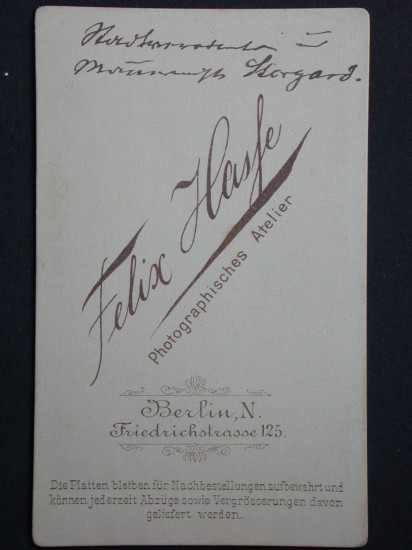 Stargard.
Felix Hasse
Photographisches Atelier
Berlin, N.
Friedrichstrasse 125.
Die Platten bleiben für Nachbestellungen aufbewahrt und
können jederzeit Abzüge sowie Vergrösserungen davon
geliefert werden.